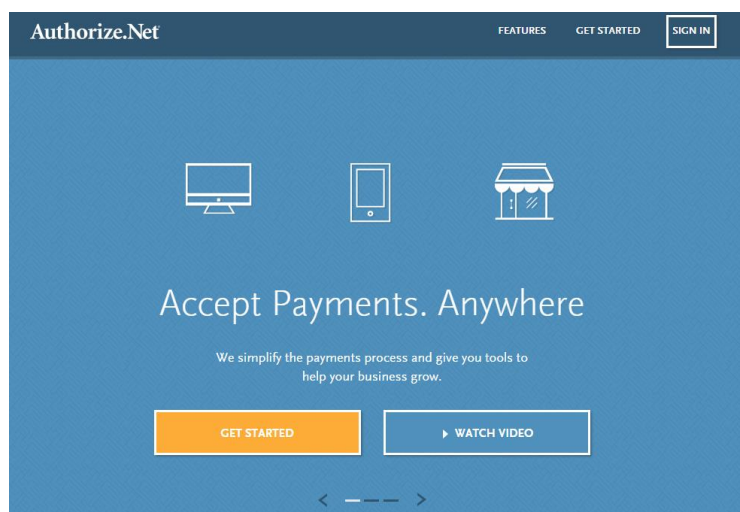 Authorize.Net
FEATURES
GET STARTED
SIGN IN
Accept Payments. Anywhere
We simplify the payments process and give you tools to
help your business grow.
GET STARTED
WATCH VIDEO